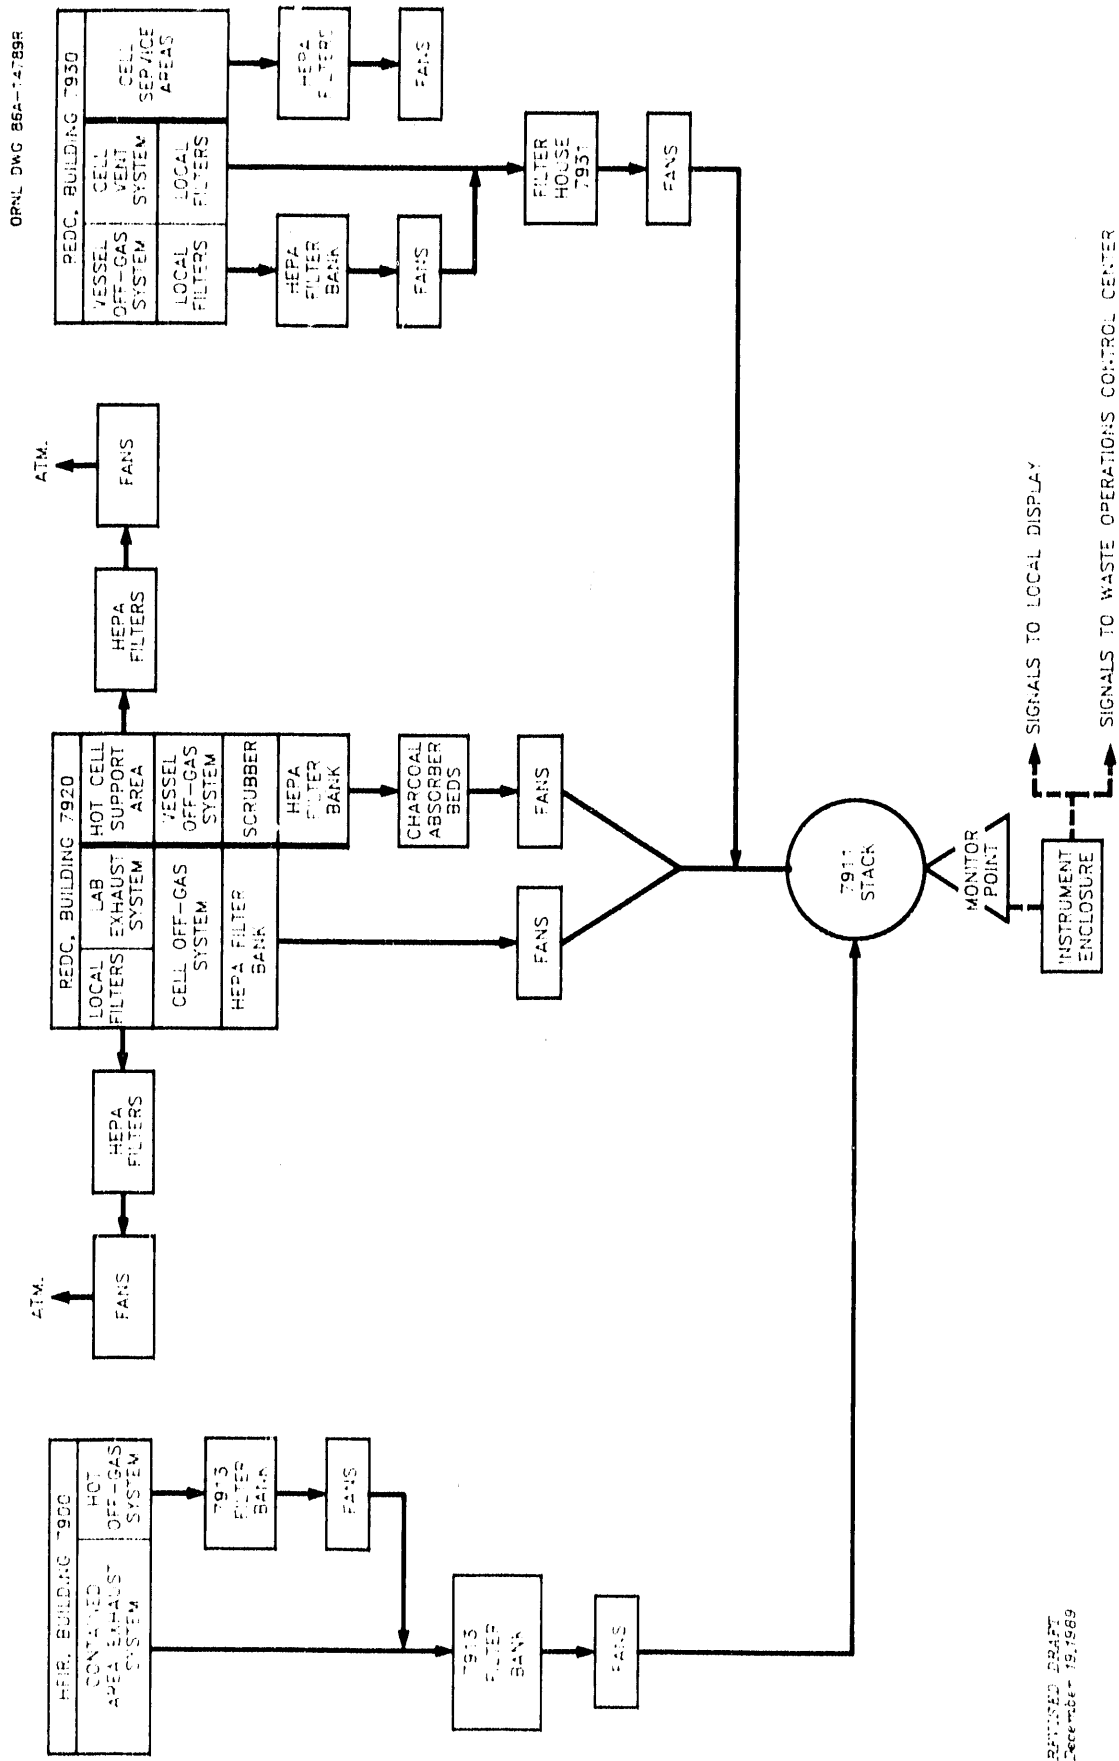 ORNL DWG 86A-14789R
HFIR, BUILDING 7900
CONTAINED
AREA EXHAUST
SYSTEM
HOT
OFF-GAS
SYSTEM
7913
FILTER
BANK
FANS
7913
FILTER
BANK
FANS
ATM.
FANS
HEPA
FILTERS
REDC, BUILDING 7920
LOCAL
FILTERS
LAB
EXHAUST
SYSTEM
HOT CELL
SUPPORT
AREA
CELL OFF-GAS
SYSTEM
VESSEL
OFF-GAS
SYSTEM
HEPA FILTER
BANK
SCRUBBER
HEPA
FILTER
BANK
CHARCOAL
ABSORBER
BEDS
FANS
FANS
HEPA
FILTERS
FANS
ATM.
REDC, BUILDING 7930
VESSEL
OFF-GAS
SYSTEM
CELL
VENT
SYSTEM
CELL
SERVICE
AREAS
LOCAL
FILTERS
LOCAL
FILTERS
HEPA
FILTER
BANK
FANS
HEPA
FILTERS
FANS
FILTER
HOUSE
7931
FANS
7911
STACK
MONITOR
POINT
INSTRUMENT
ENCLOSURE
SIGNALS TO LOCAL DISPLAY
SIGNALS TO WASTE OPERATIONS CONTROL CENTER
REVISED DRAFT
December 19, 1989